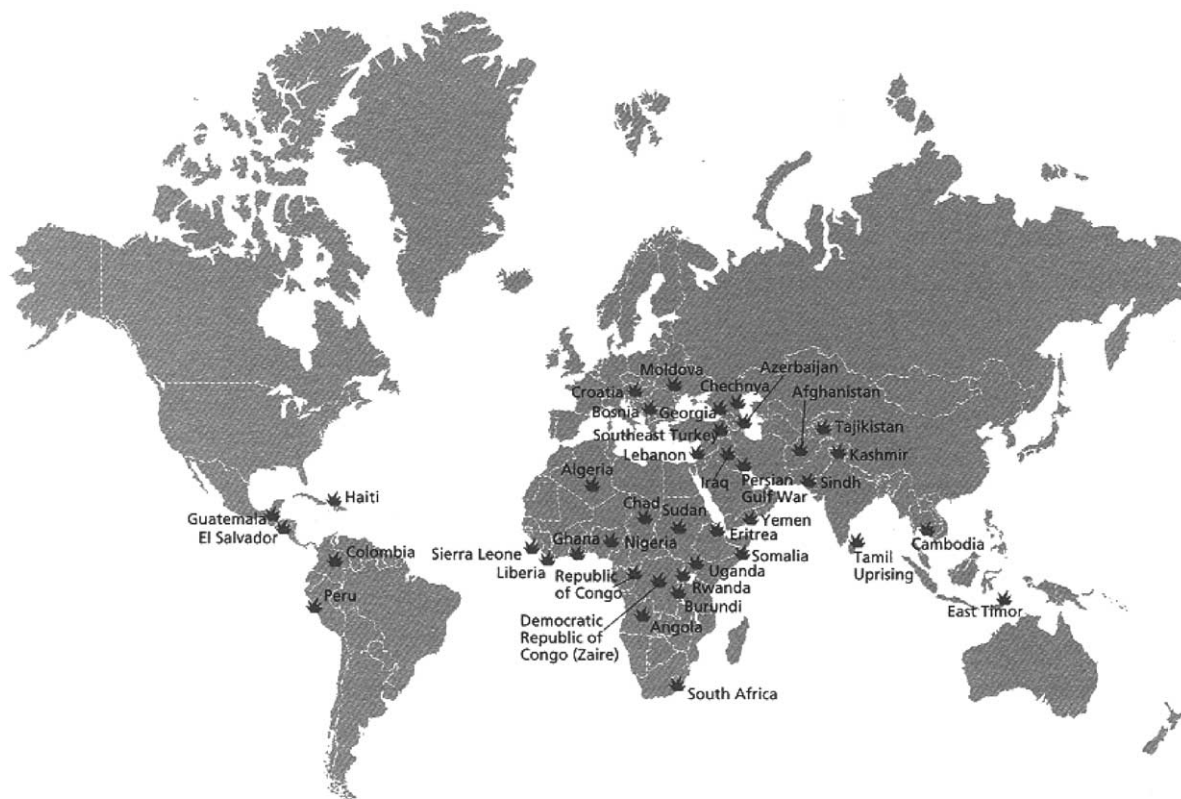 Moldova
Azerbaijan
Croatia
Chechnya
Afghanistan
Bosnia
Georgia
Tajikistan
Southeast Turkey
Lebanon
Kashmir
Algeria
Iraq
Persian
Gulf War
Sindh
Haiti
Chad
Sudan
Guatemala
El Salvador
Yemen
Eritrea
Ghana
Nigeria
Cambodia
Sierra Leone
Liberia
Somalia
Tamil
Uprising
Colombia
Republic
of Congo
Uganda
Rwanda
Peru
Burundi
East Timor
Democratic
Republic of
Congo (Zaire)
Angola
South Africa